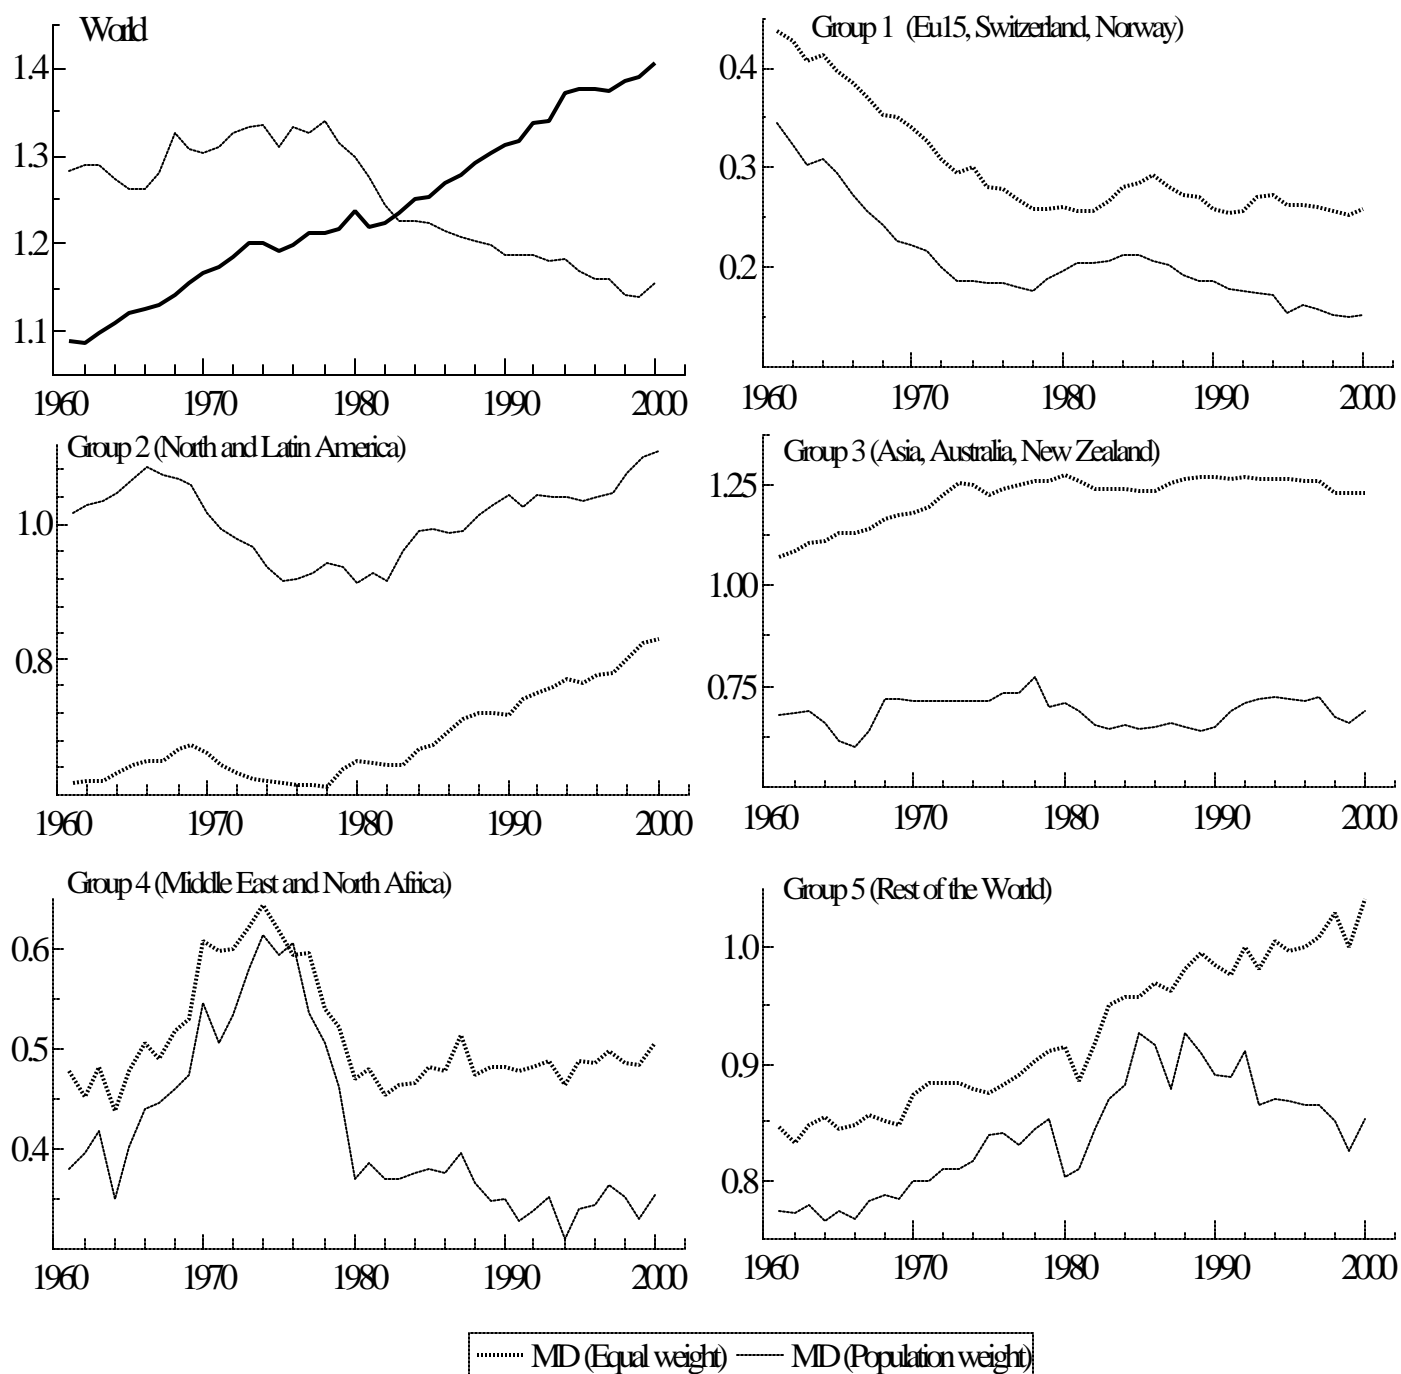 World
1.4
1.3
1.2
1.1
1960 1970 1980 1990 2000
Group 1 (Eu15, Switzerland, Norway)
0.4
0.3
0.2
1960 1970 1980 1990 2000
Group 2 (North and Latin America)
1.0
0.8
1960 1970 1980 1990 2000
Group 3 (Asia, Australia, New Zealand)
1.25
1.00
0.75
1960 1970 1980 1990 2000
Group 4 (Middle East and North Africa)
0.6
0.5
0.4
1960 1970 1980 1990 2000
Group 5 (Rest of the World)
1.0
0.9
0.8
1960 1970 1980 1990 2000
MD (Equal weight) MD (Population weight)